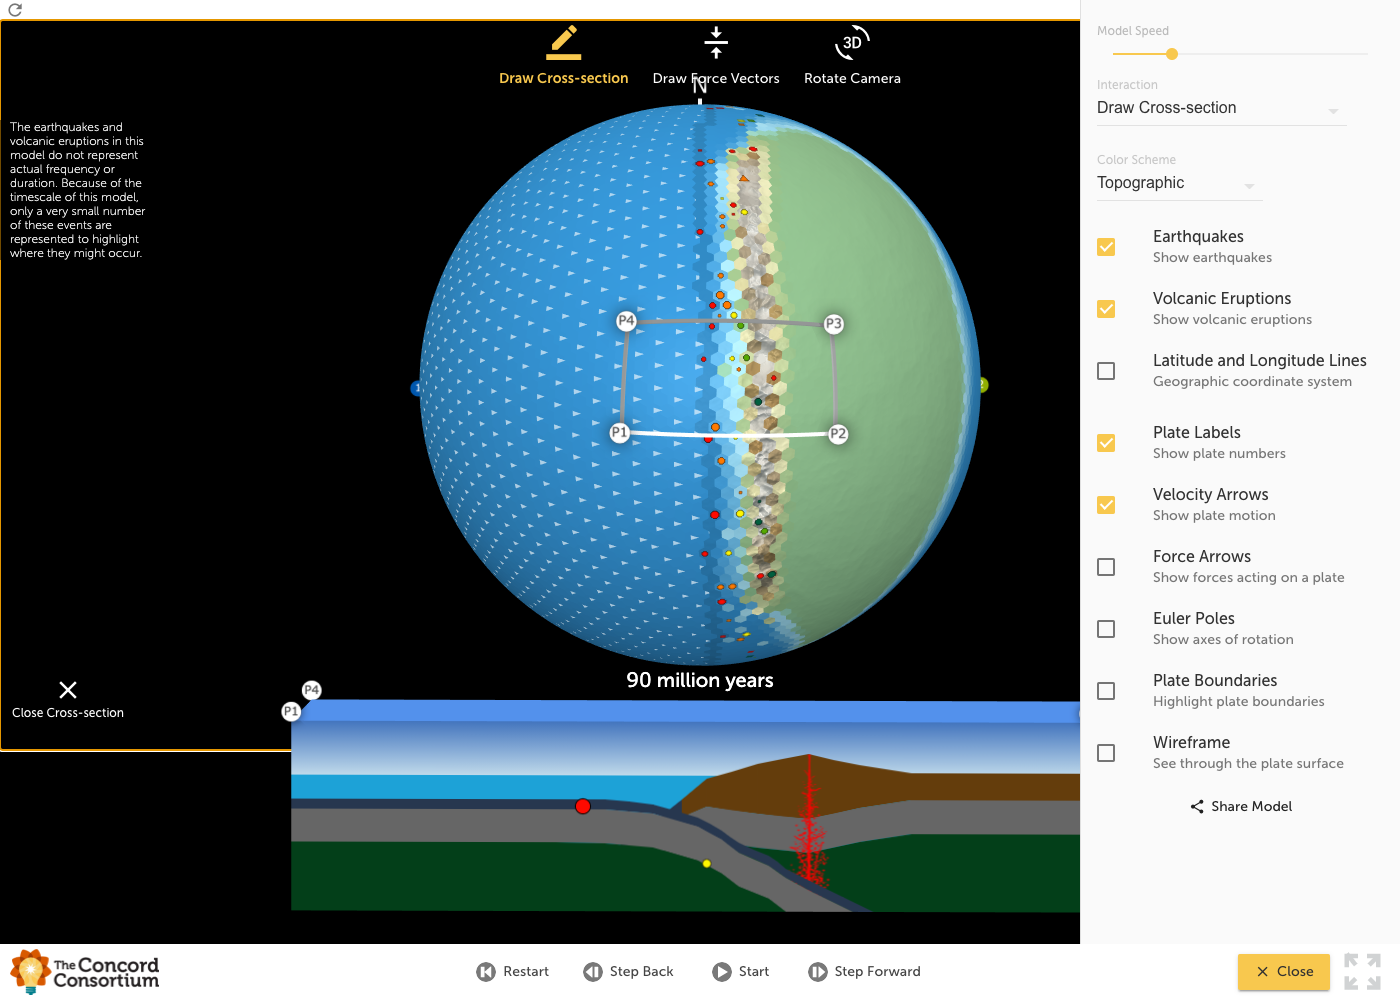 Draw Cross-section
Draw Force Vectors
3D
Rotate Camera
N
The earthquakes and
volcanic eruptions in this
model do not represent
actual frequency or
duration. Because of the
timescale of this model,
only a very small number
of these events are
represented to highlight
where they might occur.
P4
P3
P1
P2
1
90 million years
Close Cross-section
P4
P1
Model Speed
Interaction
Draw Cross-section
Color Scheme
Topographic
Earthquakes
Show earthquakes
Volcanic Eruptions
Show volcanic eruptions
Latitude and Longitude Lines
Geographic coordinate system
Plate Labels
Show plate numbers
Velocity Arrows
Show plate motion
Force Arrows
Show forces acting on a plate
Euler Poles
Show axes of rotation
Plate Boundaries
Highlight plate boundaries
Wireframe
See through the plate surface
Share Model
The Concord
Consortium
Restart
Step Back
Start
Step Forward
Close